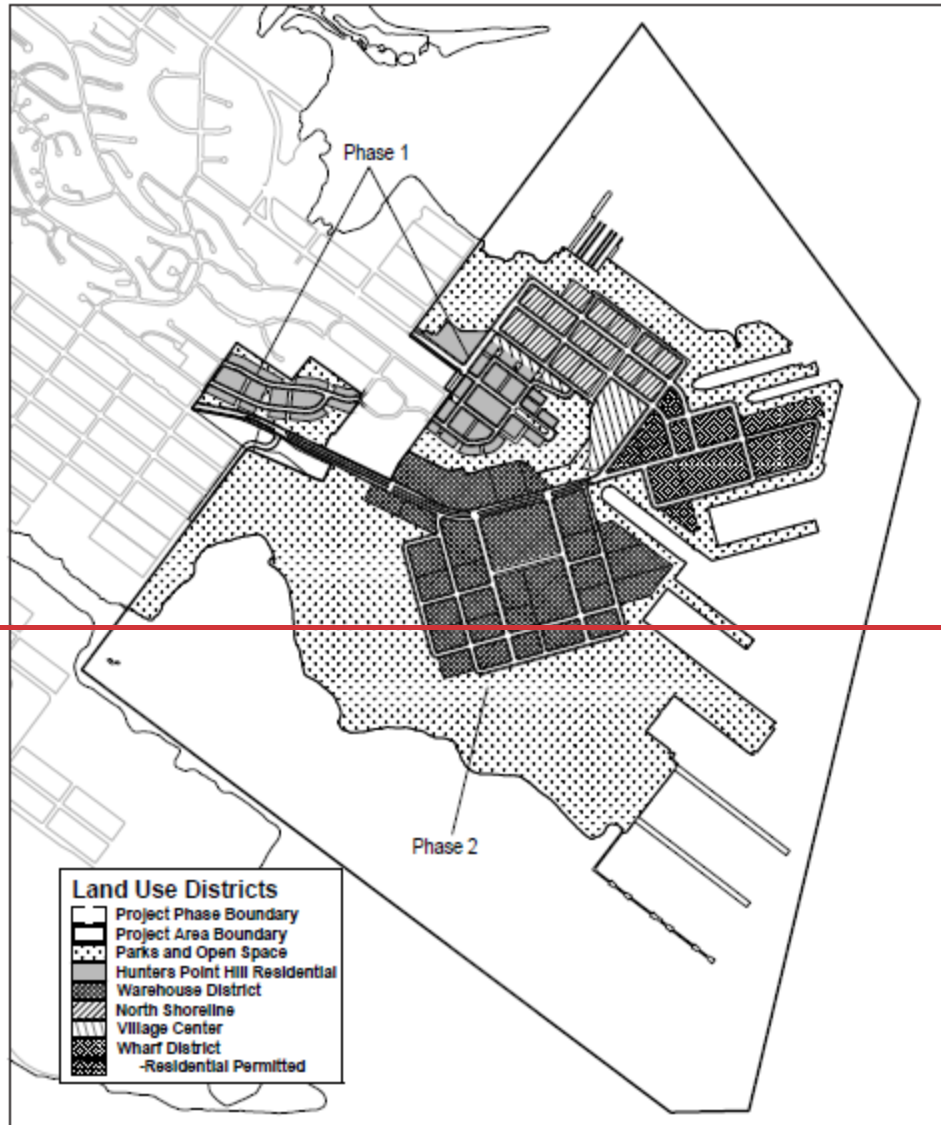 Phase 1
Phase 2
Land Use Districts
Project Phase Boundary
Project Area Boundary
Parks and Open Space
Hunters Point Hill Residential
Warehouse District
North Shoreline
Village Center
Wharf District
-Residential Permitted